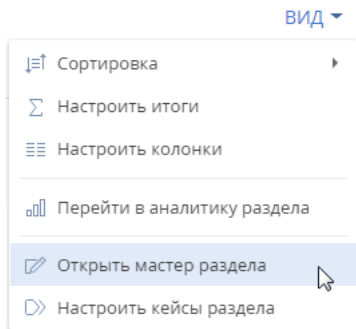 ВИД
Сортировка
Настроить итоги
Настроить колонки
Перейти в аналитику раздела
Открыть мастер раздела
Настроить кейсы раздела